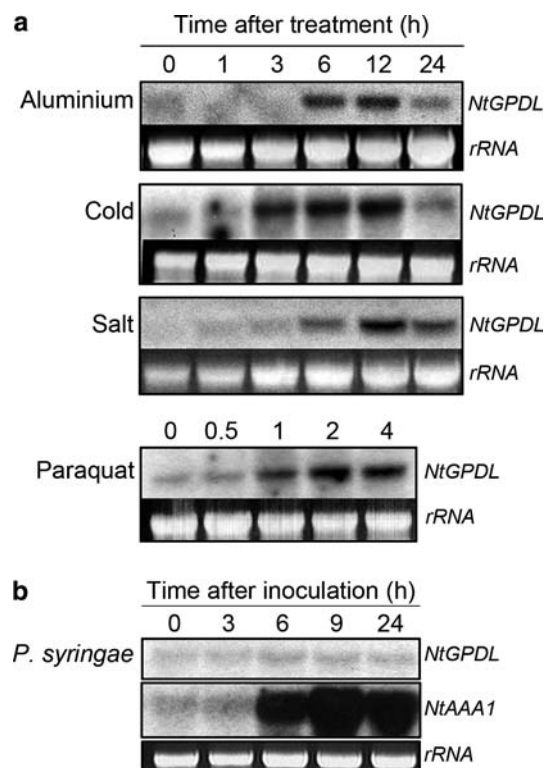 a
Time after treatment (h)
0 1 3 6 12 24
Aluminium NtGPDL
rRNA
Cold NtGPDL
rRNA
Salt NtGPDL
rRNA
0 0.5 1 2 4
Paraquat NtGPDL
rRNA
b
Time after inoculation (h)
0 3 6 9 24
P. syringae NtGPDL
NtAAA1
rRNA